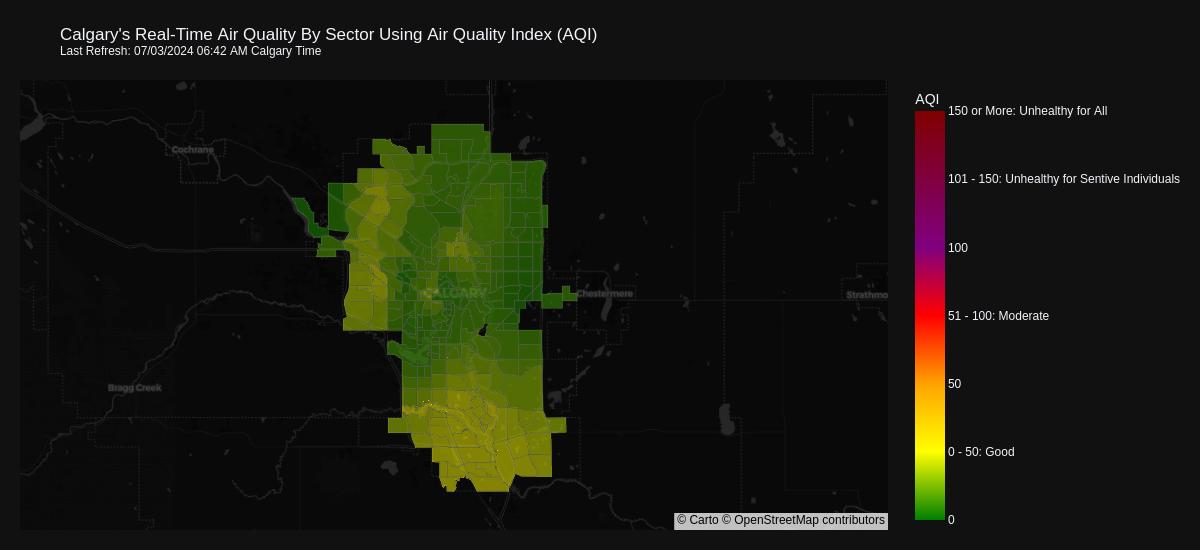 Calgary's Real-Time Air Quality By Sector Using Air Quality Index (AQI)
Last Refresh: 07/03/2024 06:42 AM Calgary Time
AQI
150 or More: Unhealthy for All
Cochrane
101 - 150: Unhealthy for Sentive Individuals
100
CALGARY
Chestermere
Strathmo
51 - 100: Moderate
Bragg Creek
50
0 - 50: Good
0
© Carto © OpenStreetMap contributors